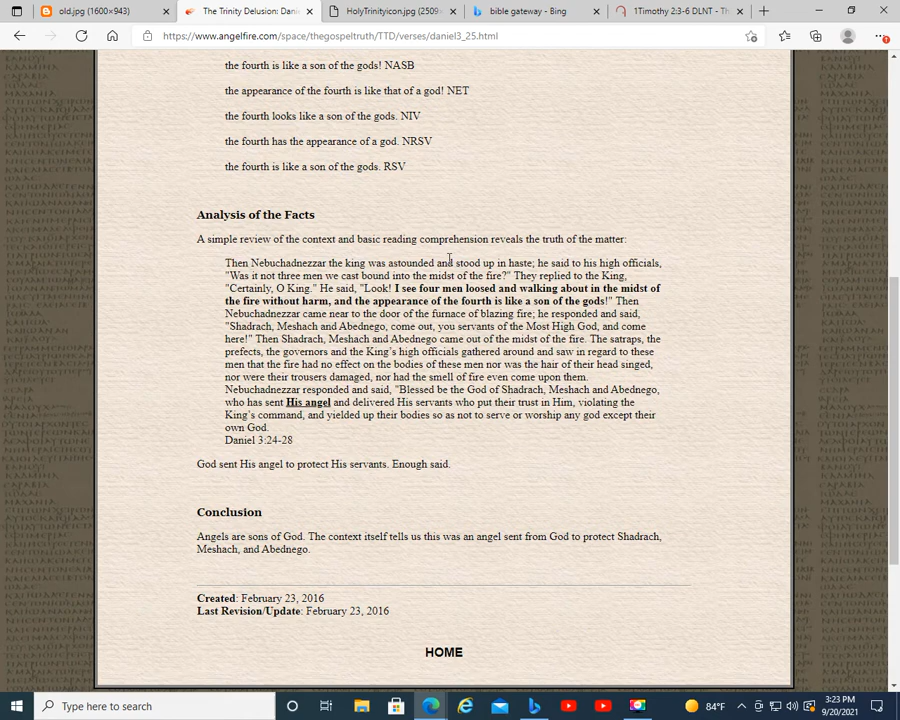 old.jpg (1600×943)
The Trinity Delusion: Dani
HolyTrinityicon.jpg (2509×
bible gateway - Bing
1Timothy 2:3-6 DLNT - Th
https://www.angelfire.com/space/thegospeltruth/TTD/verses/daniel3_25.html
the fourth is like a son of the gods! NASB
the appearance of the fourth is like that of a god! NET
the fourth looks like a son of the gods. NIV
the fourth has the appearance of a god. NRSV
the fourth is like a son of the gods. RSV
Analysis of the Facts
A simple review of the context and basic reading comprehension reveals the truth of the matter:
Then Nebuchadnezzar the king was astounded and stood up in haste; he said to his high officials,
"Was it not three men we cast bound into the midst of the fire?" They replied to the King,
"Certainly, O King." He said, "Look! I see four men loosed and walking about in the midst of
the fire without harm, and the appearance of the fourth is like a son of the gods!" Then
Nebuchadnezzar came near to the door of the furnace of blazing fire; he responded and said,
"Shadrach, Meshach and Abednego, come out, you servants of the Most High God, and come
here!" Then Shadrach, Meshach and Abednego came out of the midst of the fire. The satraps, the
prefects, the governors and the King's high officials gathered around and saw in regard to these
men that the fire had no effect on the bodies of these men nor was the hair of their head singed,
nor were their trousers damaged, nor had the smell of fire even come upon them.
Nebuchadnezzar responded and said, "Blessed be the God of Shadrach, Meshach and Abednego,
who has sent His angel and delivered His servants who put their trust in Him, violating the
King's command, and yielded up their bodies so as not to serve or worship any god except their
own God.
Daniel 3:24-28
God sent His angel to protect His servants. Enough said.
Conclusion
Angels are sons of God. The context itself tells us this was an angel sent from God to protect Shadrach,
Meshach, and Abednego.
Created: February 23, 2016
Last Revision/Update: February 23, 2016
HOME
Type here to search
84°F
3:23 PM
9/20/2021